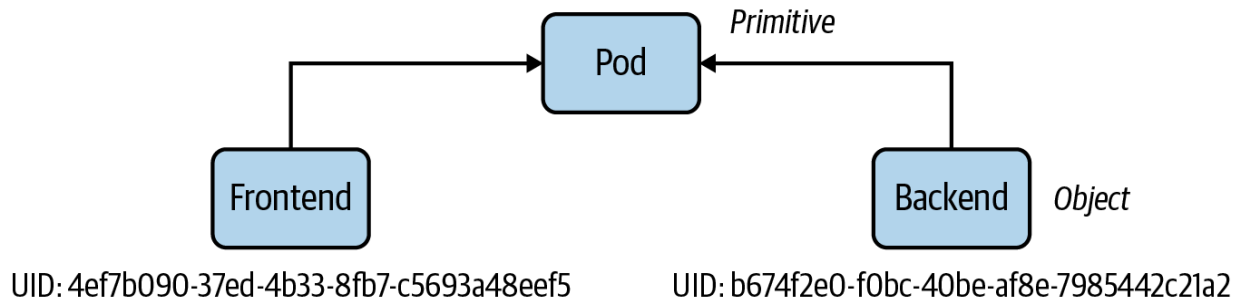 Primitive
Pod
Frontend
Backend
Object
UID: 4ef7b090-37ed-4b33-8fb7-c5693a48eef5
UID: b674f2e0-f0bc-40be-af8e-7985442c21a2